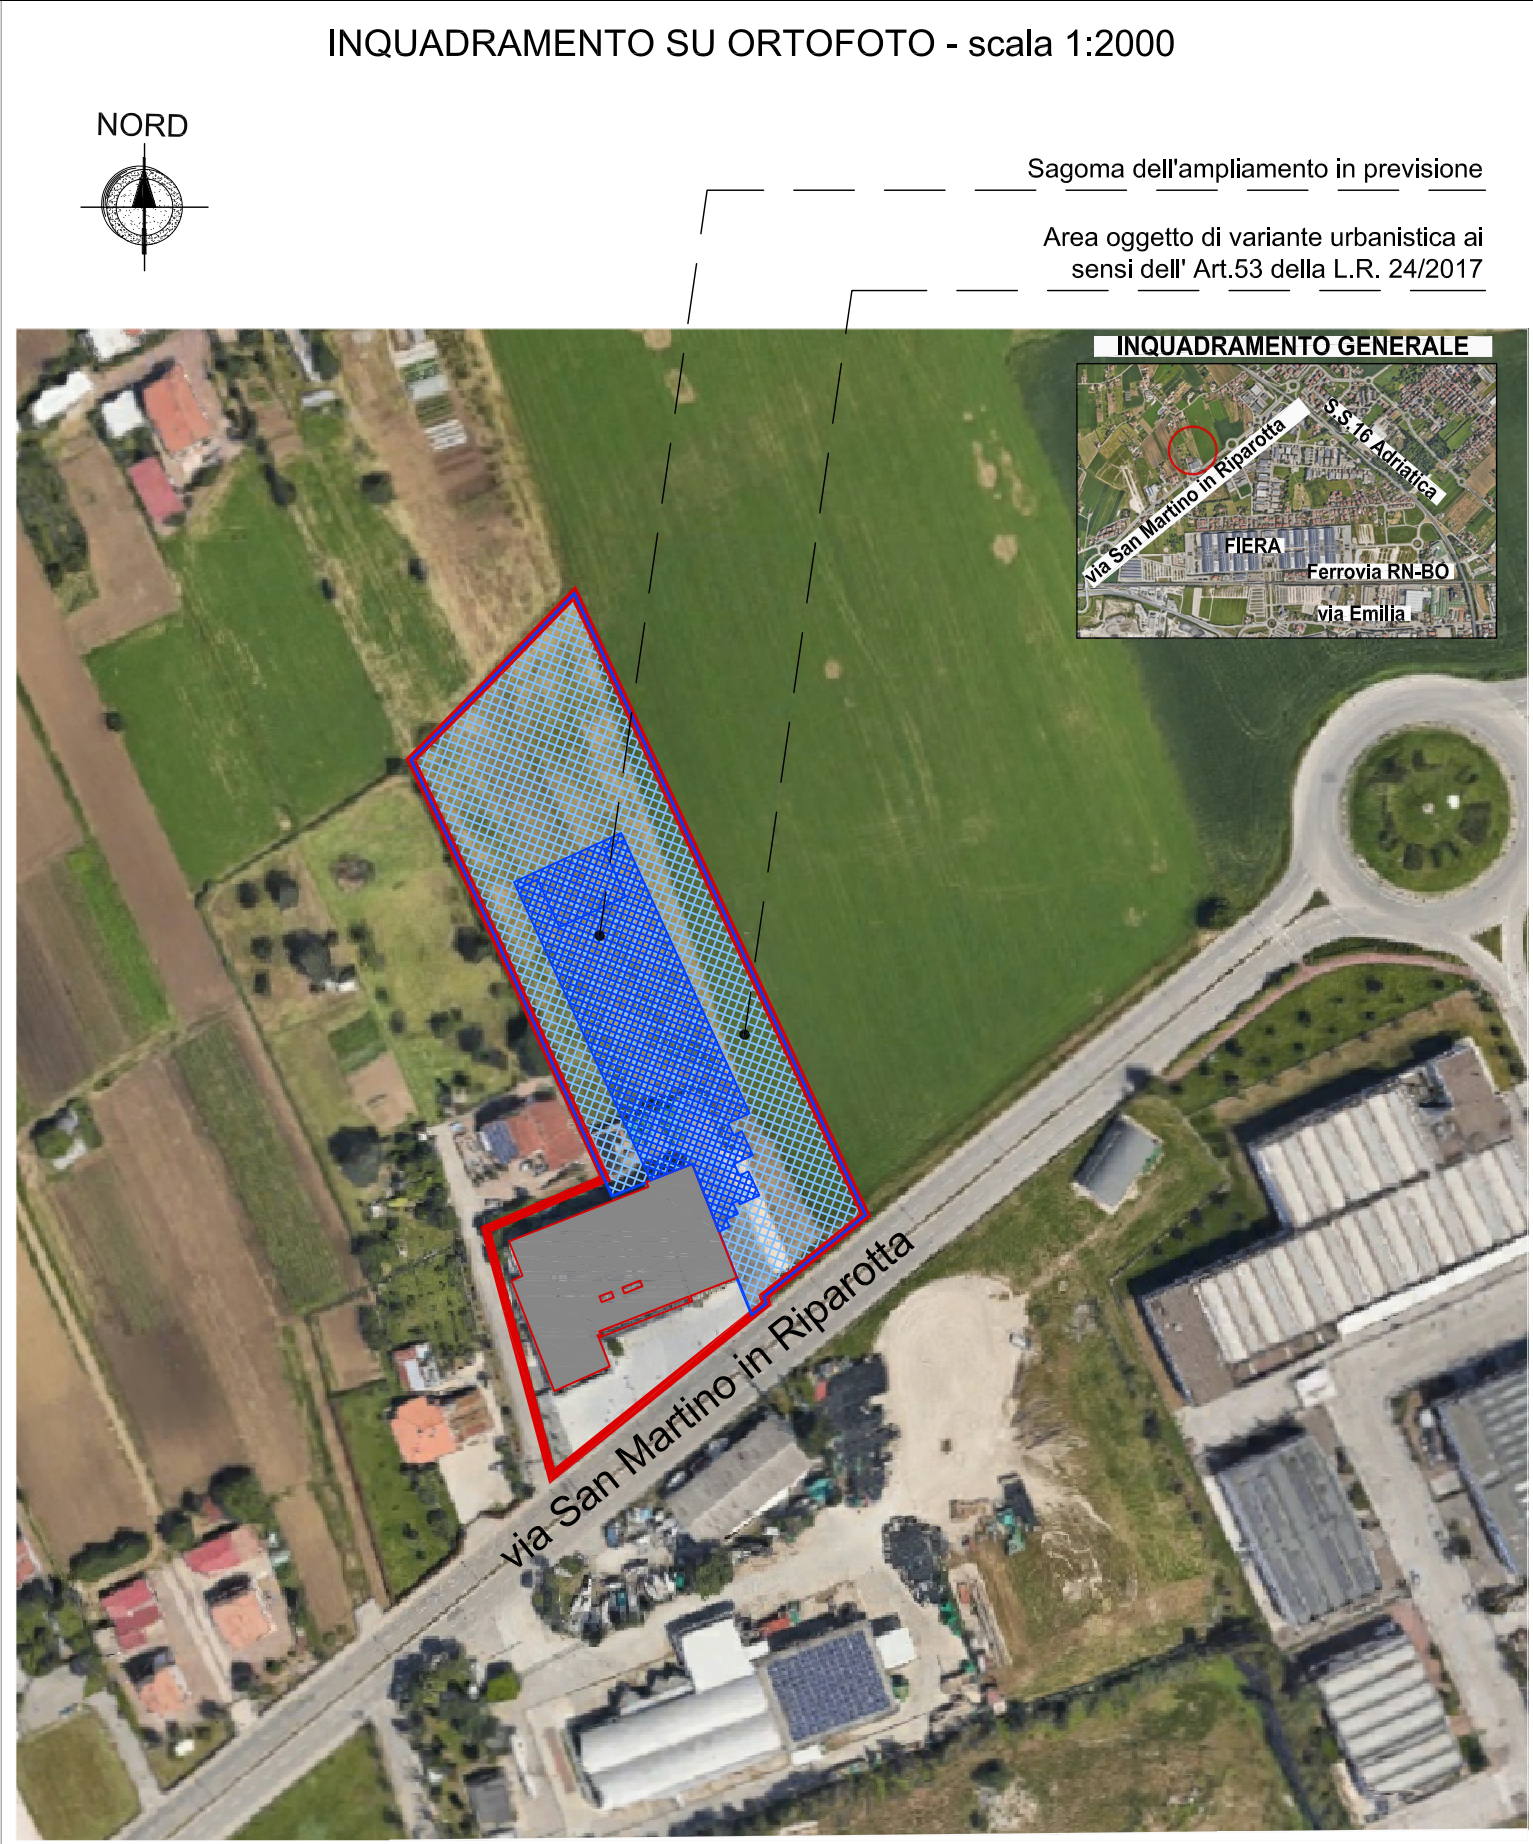 INQUADRAMENTO SU ORTOFOTO - scala 1:2000
NORD
Sagoma dell'ampliamento in previsione
Area oggetto di variante urbanistica ai
sensi dell' Art.53 della L.R. 24/2017
INQUADRAMENTO GENERALE
S.S.16 Adriatica
via San Martino in Riparotta
FIERA
Ferrovia RN-BO
via Emilia
via San Martino in Riparotta